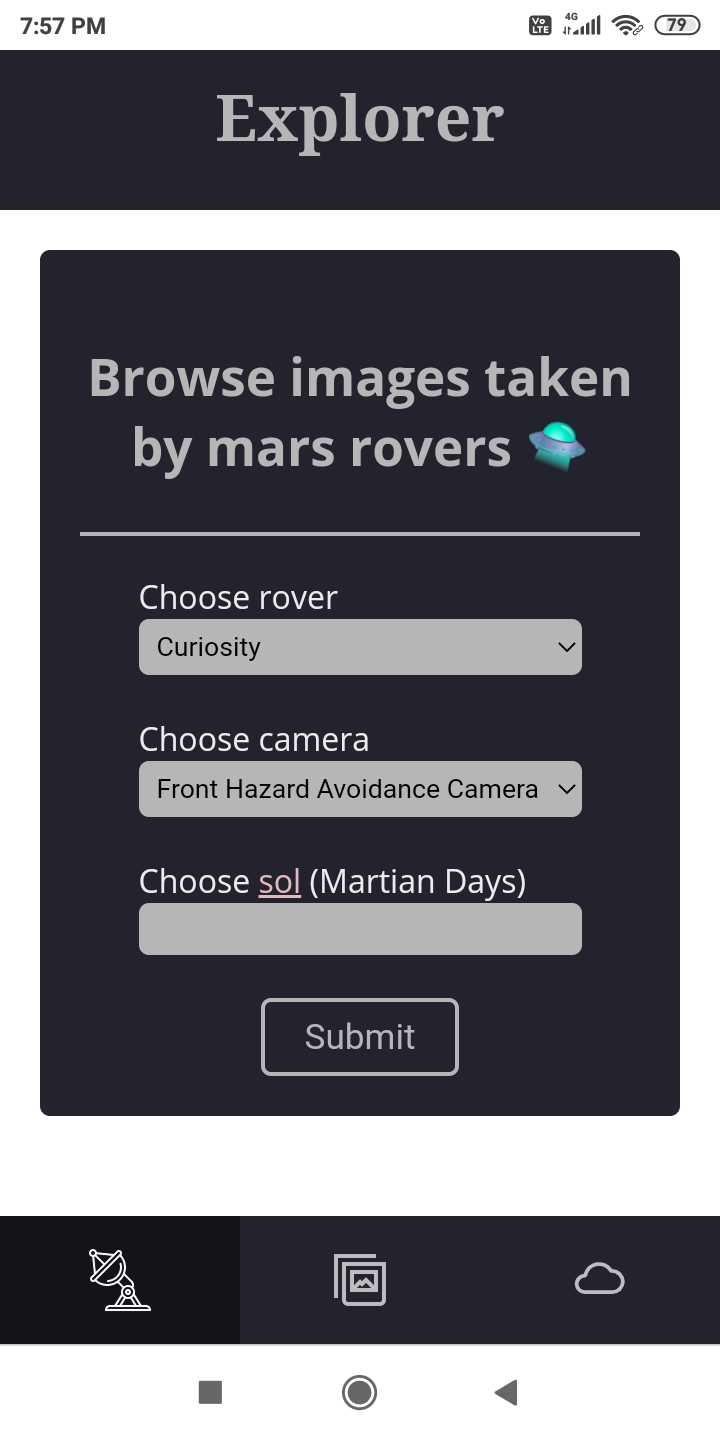 7:57 PM
Vo LTE 4G 79
Explorer
Browse images taken
by mars rovers
Choose rover
Curiosity
Choose camera
Front Hazard Avoidance Camera
Choose sol (Martian Days)
Submit